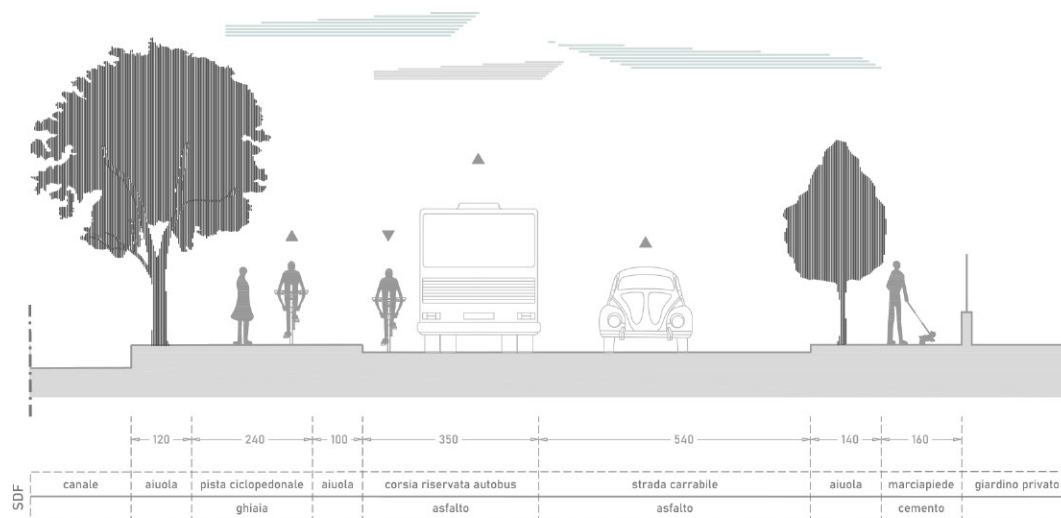 120 240 100 350 540 140 160
SDF
canale aiuola pista ciclopedonale aiuola corsia riservata autobus strada carrabile aiuola marciapiede giardino privato
ghiaia asfalto asfalto cemento